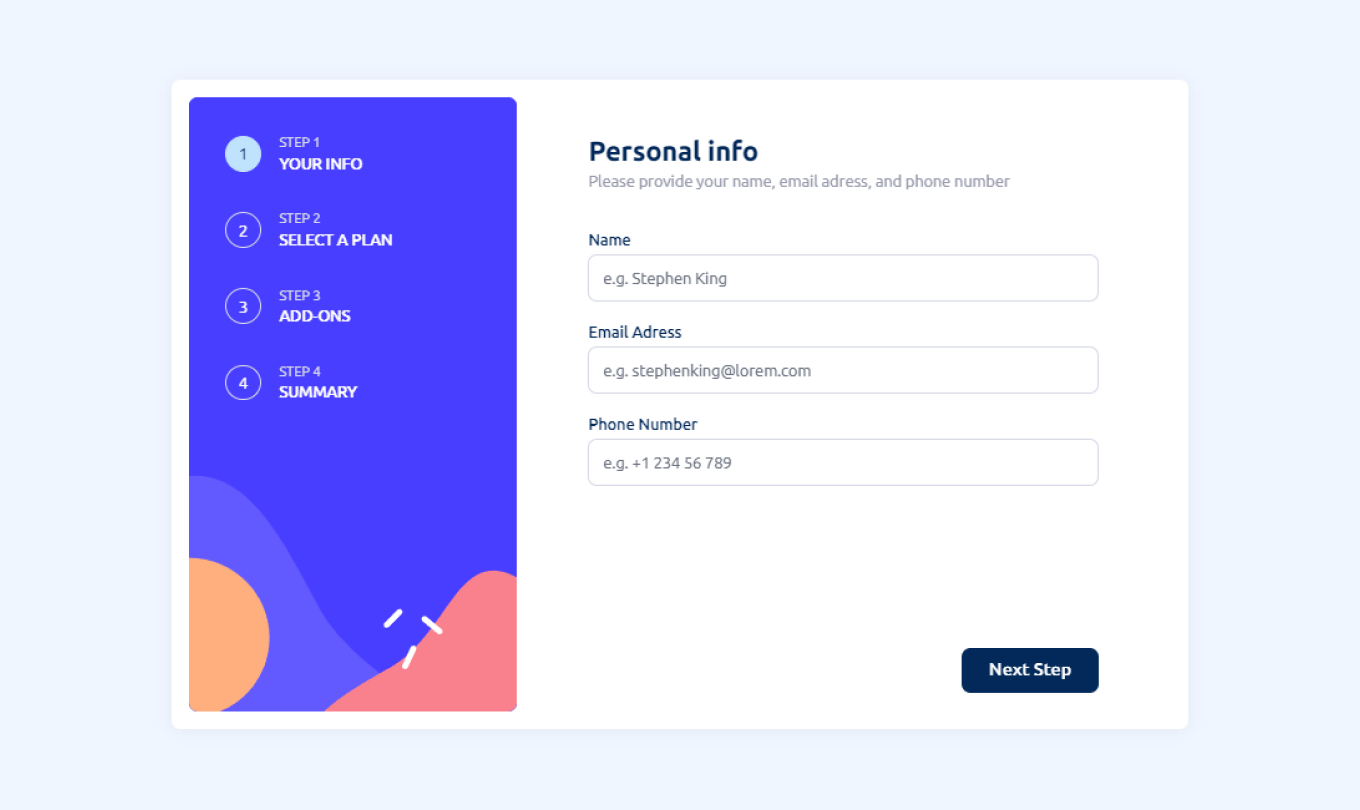 1
STEP 1
YOUR INFO
2
STEP 2
SELECT A PLAN
3
STEP 3
ADD-ONS
4
STEP 4
SUMMARY
Personal info
Please provide your name, email adress, and phone number
Name
e.g. Stephen King
Email Adress
e.g. stephenking@lorem.com
Phone Number
e.g. +1 234 56 789
Next Step